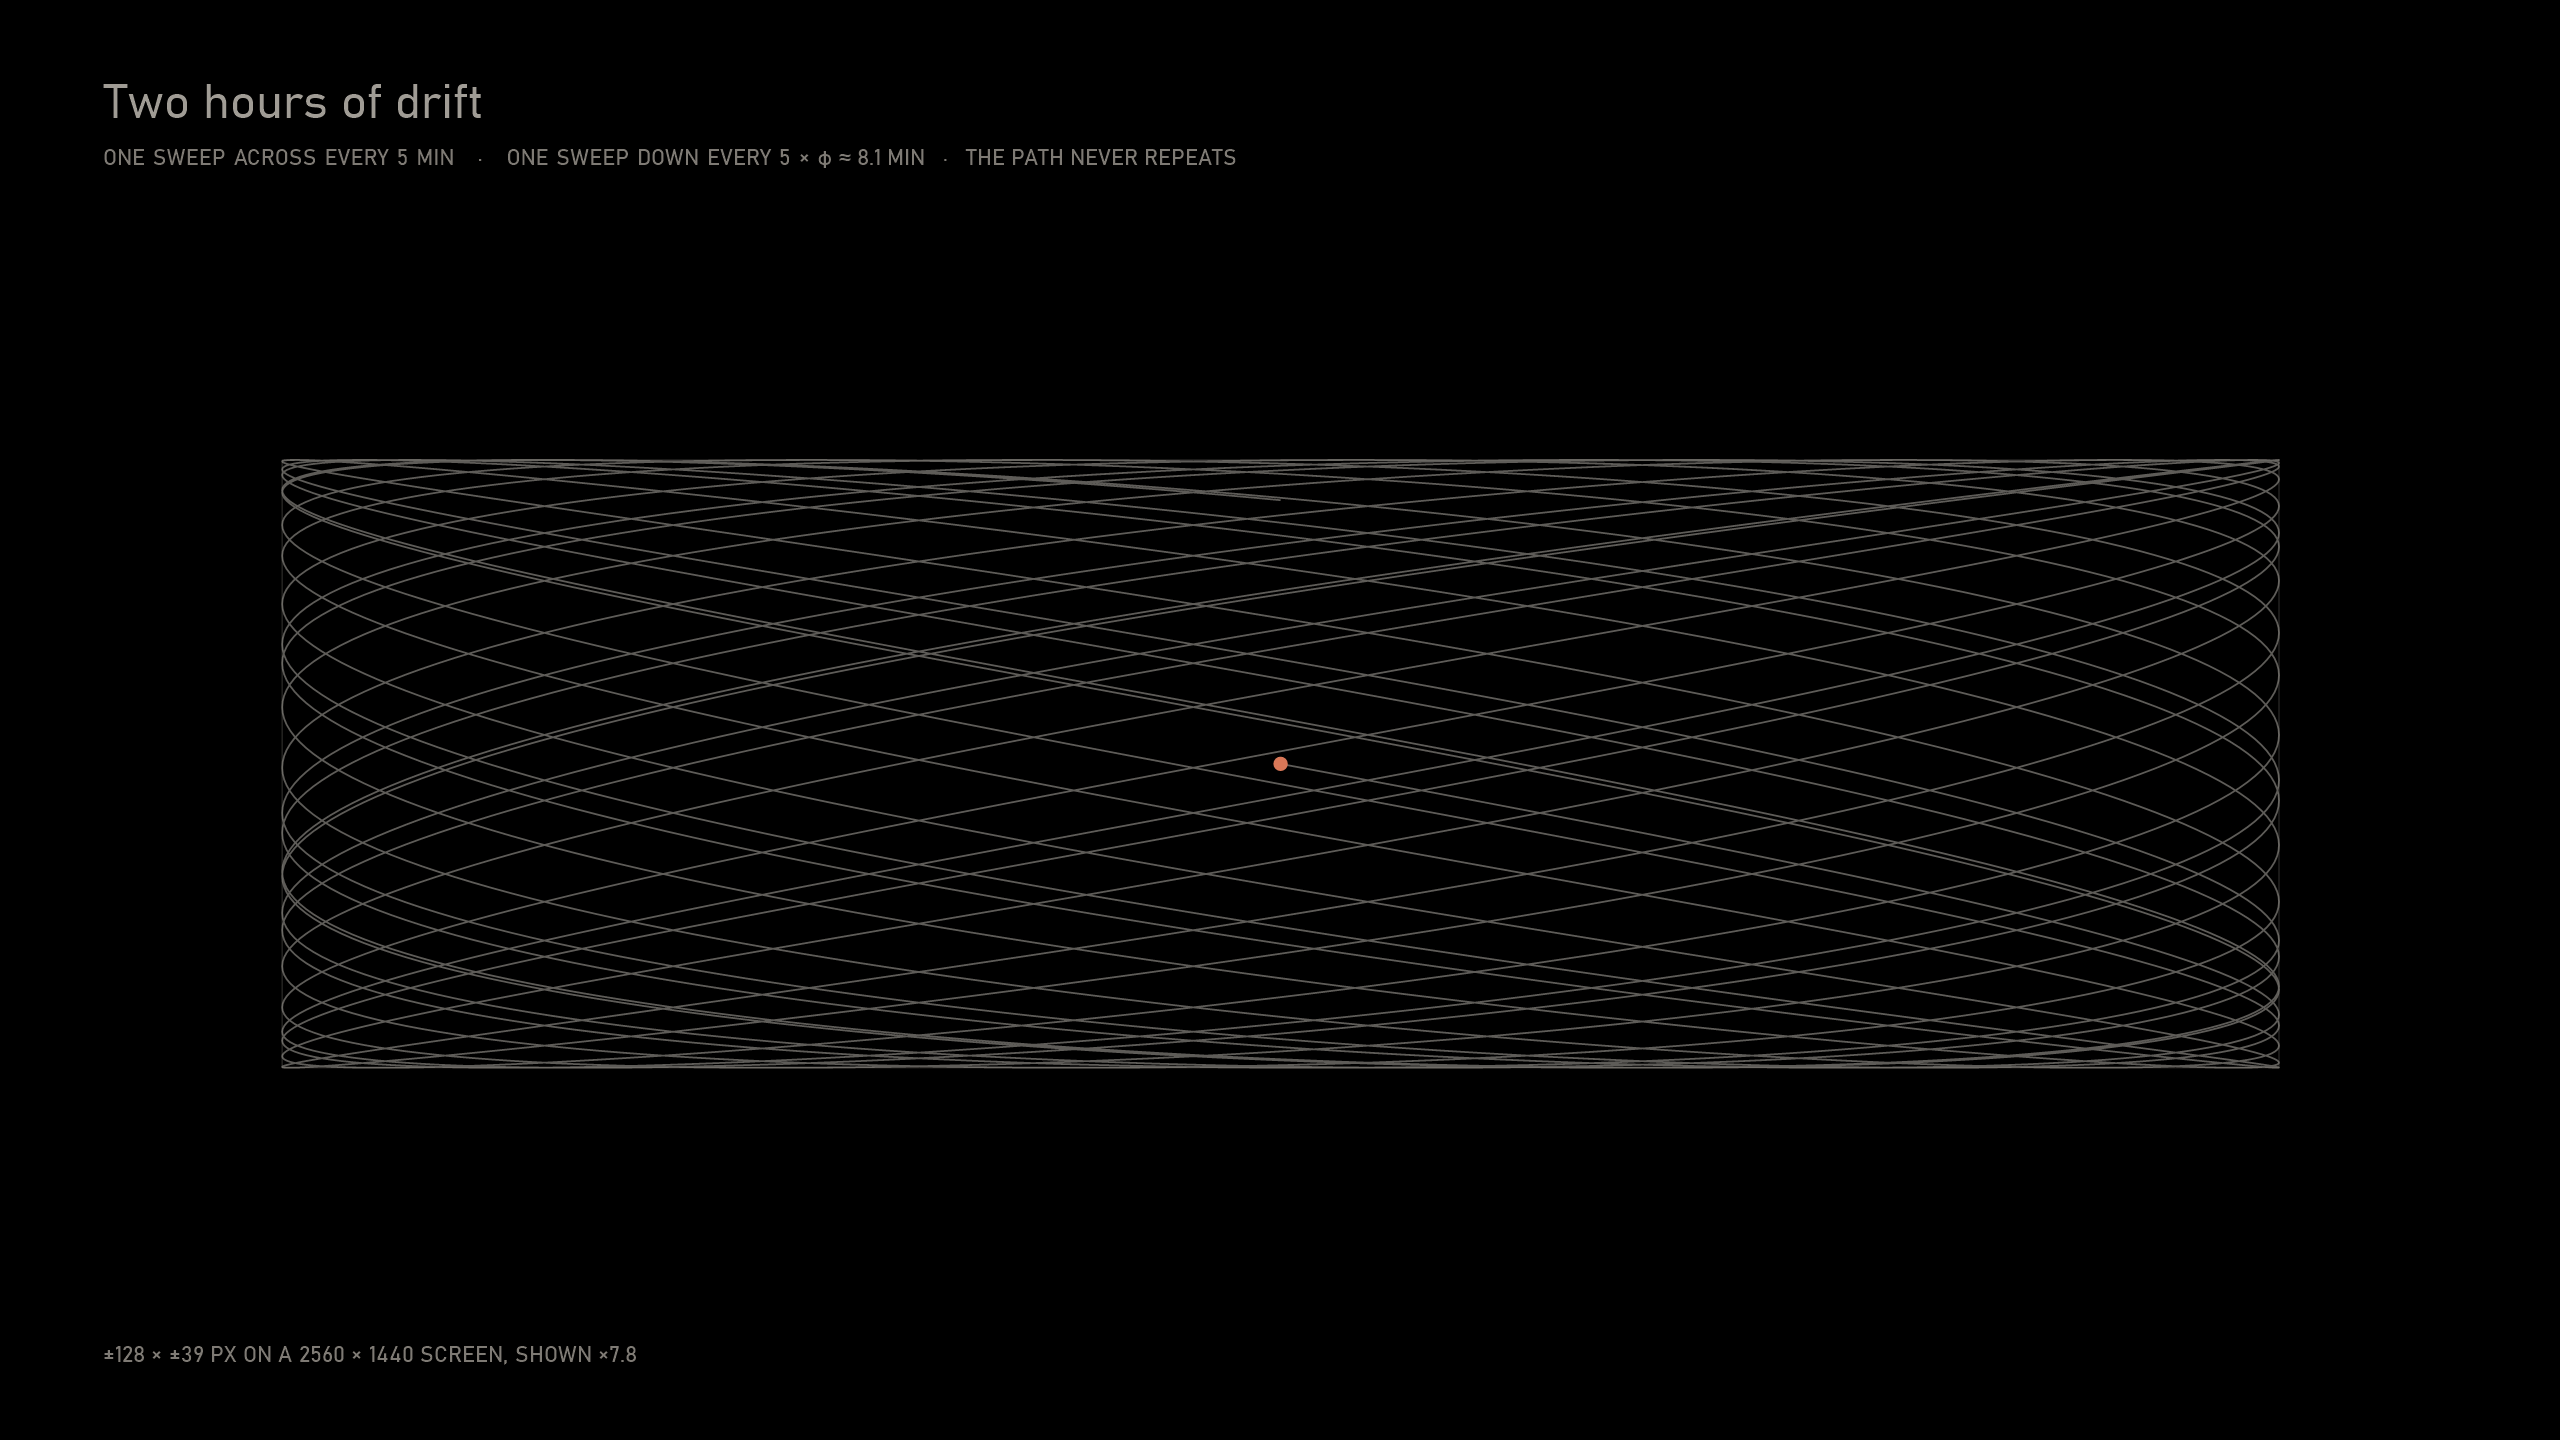 Two hours of drift
ONE SWEEP ACROSS EVERY 5 MIN · ONE SWEEP DOWN EVERY 5 × ϕ ≈ 8.1 MIN · THE PATH NEVER REPEATS
±128 × ±39 PX ON A 2560 × 1440 SCREEN, SHOWN ×7.8